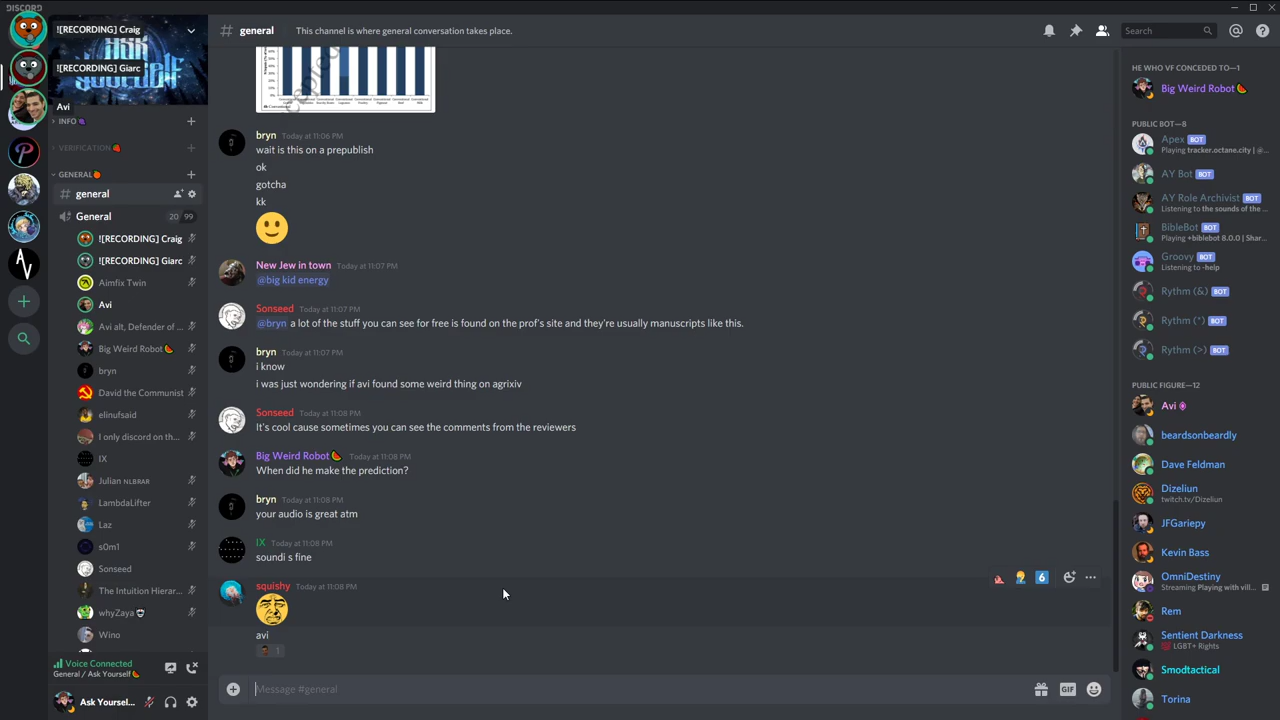 DISCORD
![RECORDING] Craig
![RECORDING] Giarc
ASK YOURSELF
Avi
INFO
VERIFICATION
GENERAL
general
General
20 99
![RECORDING] Craig
![RECORDING] Giarc
Aimfix Twin
Avi
Avi alt, Defender of ...
Big Weird Robot
bryn
David the Communist
elinufsaid
I only discord on th...
IX
Julian NLBRAR
LambdaLifter
Laz
s0m1
Sonseed
The Intuition Hierar...
whyZaya
Wino
Voice Connected
General / Ask Yourself
Ask Yoursel...
# general This channel is where general conversation takes place.
Search
copied
bryn Today at 11:06 PM
wait is this on a prepublish
ok
gotcha
kk
New Jew in town Today at 11:07 PM
@big kid energy
Sonseed Today at 11:07 PM
@bryn a lot of the stuff you can see for free is found on the prof's site and they're usually manuscripts like this.
bryn Today at 11:07 PM
i know
i was just wondering if avi found some weird thing on agrixiv
Sonseed Today at 11:08 PM
It's cool cause sometimes you can see the comments from the reviewers
Big Weird Robot Today at 11:08 PM
When did he make the prediction?
bryn Today at 11:08 PM
your audio is great atm
IX Today at 11:08 PM
soundi s fine
squishy Today at 11:08 PM
6
avi
1
Message #general
GIF
HE WHO VF CONCEDED TO—1
Big Weird Robot
PUBLIC BOT—8
Apex BOT
Playing tracker.octane.city | @...
AY Bot BOT
AY Role Archivist BOT
Listening to the sounds of the ...
BibleBot BOT
Playing +biblebot 8.0.0 | Shar...
Groovy BOT
Listening to -help
Rythm (&) BOT
Rythm (*) BOT
Rythm (>) BOT
PUBLIC FIGURE—12
Avi
beardsonbeardly
Dave Feldman
Dizeliun
twitch.tv/Dizeliun
JFGariepy
Kevin Bass
OmniDestiny
Streaming Playing with vill...
Rem
Sentient Darkness
LGBT+ Rights
Smodtactical
Torina